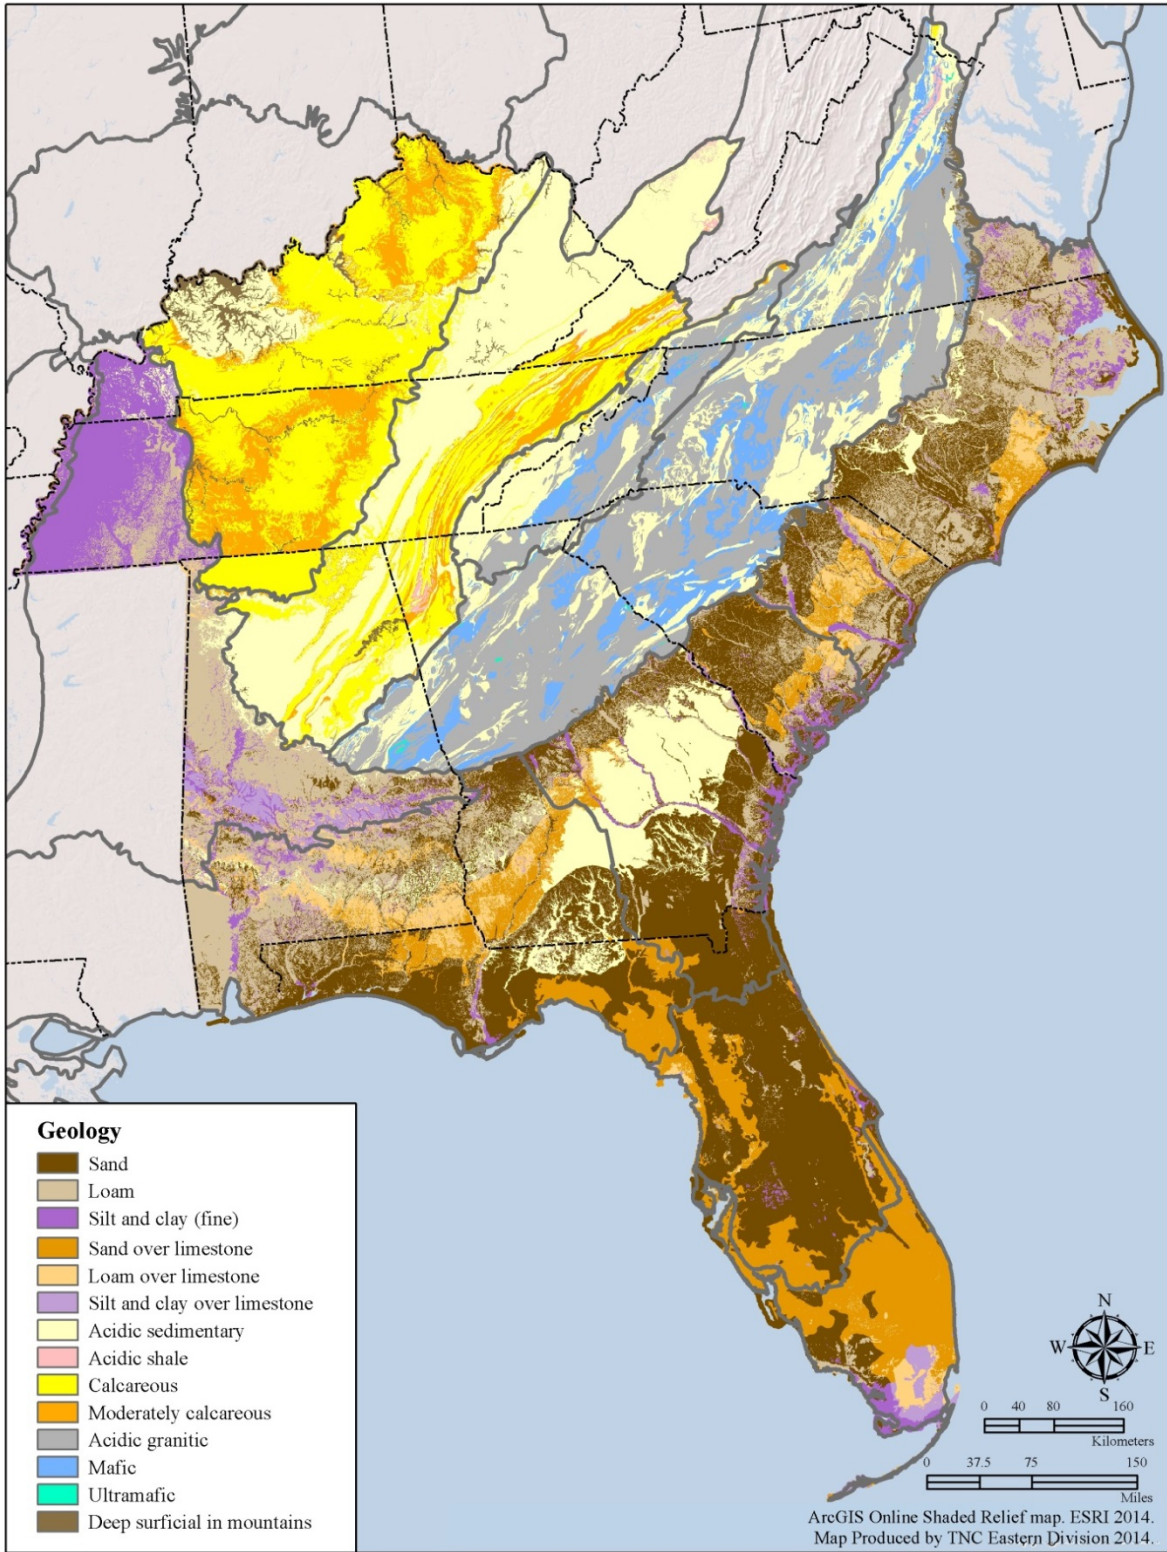 Geology
Sand
Loam
Silt and clay (fine)
Sand over limestone
Loam over limestone
Silt and clay over limestone
Acidic sedimentary
Acidic shale
Calcareous
Moderately calcareous
Acidic granitic
Mafic
Ultramafic
Deep surficial in mountains
N
W E
S
0 40 80 160
Kilometers
0 37.5 75 150
Miles
ArcGIS Online Shaded Relief map. ESRI 2014.
Map Produced by TNC Eastern Division 2014.